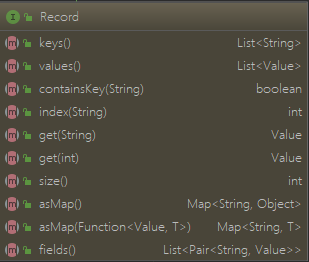 I Record
m keys() List<String>
m values() List<Value>
m containsKey(String) boolean
m index(String) int
m get(String) Value
m get(int) Value
m size() int
m asMap() Map<String, Object>
m asMap(Function<Value, T>) Map<String, T>
m fields() List<Pair<String, Value>>